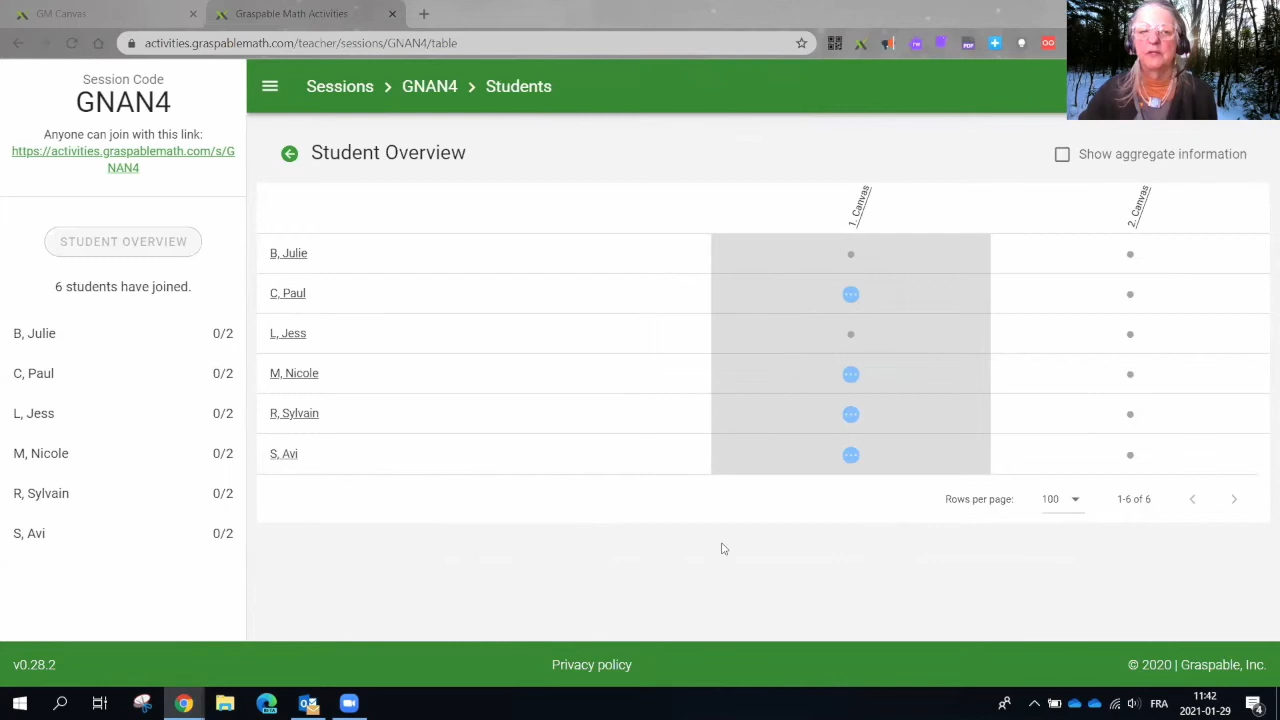 GM Canvas
Graspable Math Activities
activities.graspablemath.com/teacher/sessions/GNAN4/table
Session Code
GNAN4
Anyone can join with this link:
https://activities.graspablemath.com/s/G
NAN4
STUDENT OVERVIEW
6 students have joined.
B, Julie 0/2
C, Paul 0/2
L, Jess 0/2
M, Nicole 0/2
R, Sylvain 0/2
S, Avi 0/2
Sessions > GNAN4 > Students
Student Overview
Show aggregate information
1. Canvas
2. Canvas
B, Julie
C, Paul
L, Jess
M, Nicole
R, Sylvain
S, Avi
Rows per page: 100 1-6 of 6
v0.28.2 Privacy policy © 2020 | Graspable, Inc.
FRA
11:42
2021-01-29
4